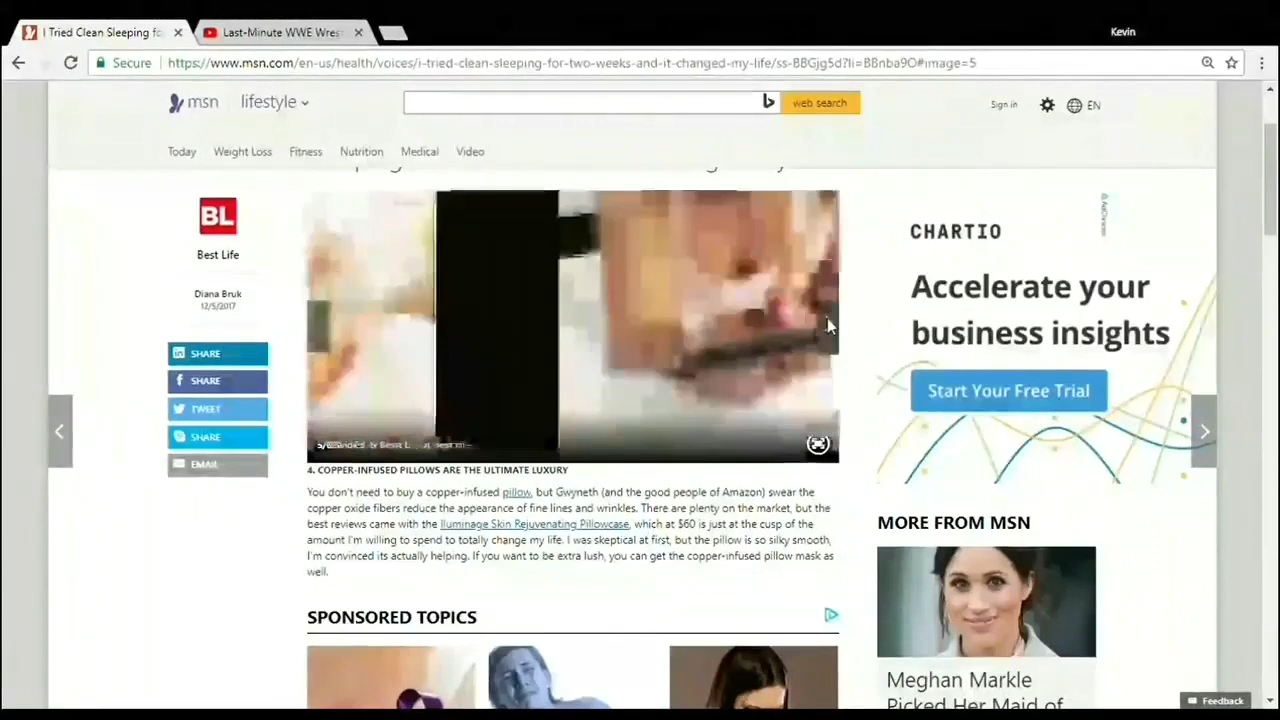 I Tried Clean Sleeping fo
Last-Minute WWE Wrest
Kevin
Secure
https://www.msn.com/en-us/health/voices/i-tried-clean-sleeping-for-two-weeks-and-it-changed-my-life/ss-BBGjg5d?li=BBnba9O#image=5
msn
lifestyle
web search
Sign in
EN
Today Weight Loss Fitness Nutrition Medical Video
BL
Best Life
Diana Bruk
12/5/2017
SHARE
SHARE
TWEET
SHARE
EMAIL
4. COPPER-INFUSED PILLOWS ARE THE ULTIMATE LUXURY
You don't need to buy a copper-infused pillow, but Gwyneth (and the good people of Amazon) swear the
copper oxide fibers reduce the appearance of fine lines and wrinkles. There are plenty on the market, but the
best reviews came with the Iluminage Skin Rejuvenating Pillowcase, which at $60 is just at the cusp of the
amount I'm willing to spend to totally change my life. I was skeptical at first, but the pillow is so silky smooth,
I'm convinced its actually helping. If you want to be extra lush, you can get the copper-infused pillow mask as
well.
SPONSORED TOPICS
CHARTIO
Accelerate your
business insights
Start Your Free Trial
MORE FROM MSN
Meghan Markle
Picked Her Maid of
Feedback